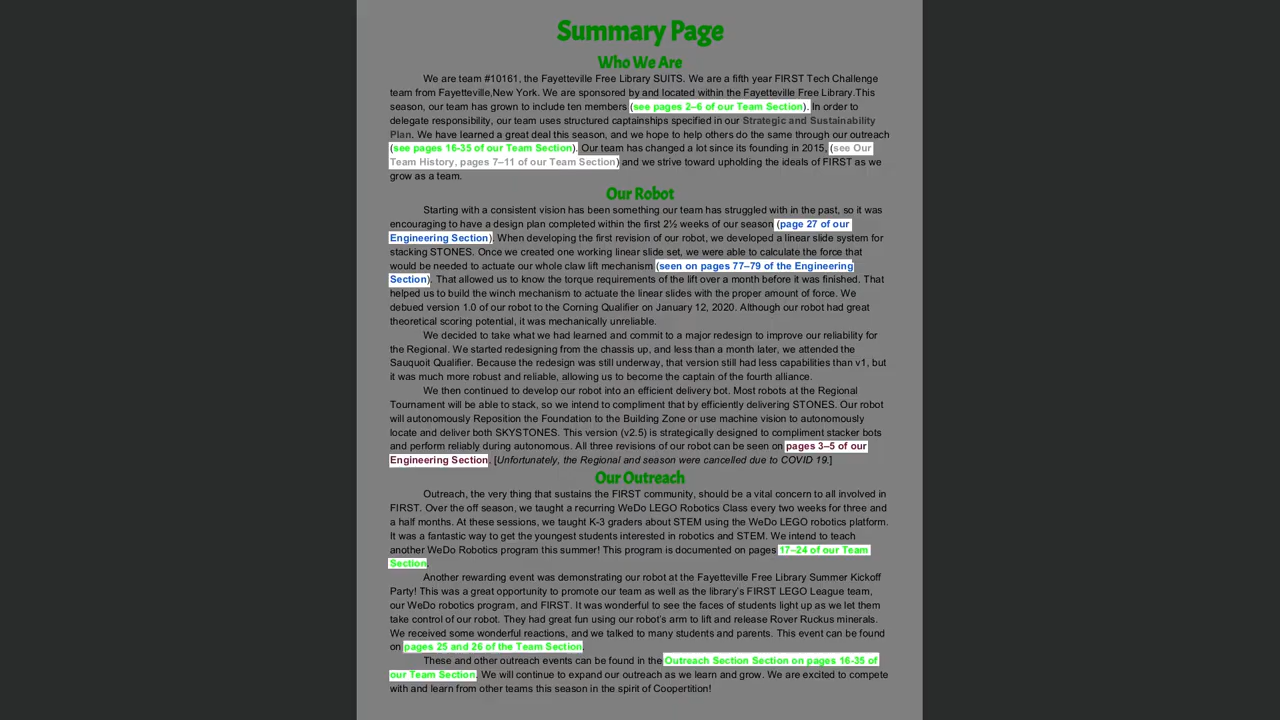 Summary Page
Who We Are
We are team #10161, the Fayetteville Free Library SUITS. We are a fifth year FIRST Tech Challenge
team from Fayetteville,New York. We are sponsored by and located within the Fayetteville Free Library.This
season, our team has grown to include ten members (see pages 2–6 of our Team Section). In order to
delegate responsibility, our team uses structured captainships specified in our Strategic and Sustainability
Plan. We have learned a great deal this season, and we hope to help others do the same through our outreach
(see pages 16-35 of our Team Section). Our team has changed a lot since its founding in 2015, (see Our
Team History, pages 7–11 of our Team Section) and we strive toward upholding the ideals of FIRST as we
grow as a team.
Our Robot
Starting with a consistent vision has been something our team has struggled with in the past, so it was
encouraging to have a design plan completed within the first 2½ weeks of our season (page 27 of our
Engineering Section). When developing the first revision of our robot, we developed a linear slide system for
stacking STONES. Once we created one working linear slide set, we were able to calculate the force that
would be needed to actuate our whole claw lift mechanism (seen on pages 77–79 of the Engineering
Section). That allowed us to know the torque requirements of the lift over a month before it was finished. That
helped us to build the winch mechanism to actuate the linear slides with the proper amount of force. We
debued version 1.0 of our robot to the Corning Qualifier on January 12, 2020. Although our robot had great
theoretical scoring potential, it was mechanically unreliable.
We decided to take what we had learned and commit to a major redesign to improve our reliability for
the Regional. We started redesigning from the chassis up, and less than a month later, we attended the
Sauquoit Qualifier. Because the redesign was still underway, that version still had less capabilities than v1, but
it was much more robust and reliable, allowing us to become the captain of the fourth alliance.
We then continued to develop our robot into an efficient delivery bot. Most robots at the Regional
Tournament will be able to stack, so we intend to compliment that by efficiently delivering STONES. Our robot
will autonomously Reposition the Foundation to the Building Zone or use machine vision to autonomously
locate and deliver both SKYSTONES. This version (v2.5) is strategically designed to compliment stacker bots
and perform reliably during autonomous. All three revisions of our robot can be seen on pages 3–5 of our
Engineering Section. [Unfortunately, the Regional and season were cancelled due to COVID 19.]
Our Outreach
Outreach, the very thing that sustains the FIRST community, should be a vital concern to all involved in
FIRST. Over the off season, we taught a recurring WeDo LEGO Robotics Class every two weeks for three and
a half months. At these sessions, we taught K-3 graders about STEM using the WeDo LEGO robotics platform.
It was a fantastic way to get the youngest students interested in robotics and STEM. We intend to teach
another WeDo Robotics program this summer! This program is documented on pages 17–24 of our Team
Section.
Another rewarding event was demonstrating our robot at the Fayetteville Free Library Summer Kickoff
Party! This was a great opportunity to promote our team as well as the library's FIRST LEGO League team,
our WeDo robotics program, and FIRST. It was wonderful to see the faces of students light up as we let them
take control of our robot. They had great fun using our robot's arm to lift and release Rover Ruckus minerals.
We received some wonderful reactions, and we talked to many students and parents. This event can be found
on pages 25 and 26 of the Team Section.
These and other outreach events can be found in the Outreach Section Section on pages 16-35 of
our Team Section. We will continue to expand our outreach as we learn and grow. We are excited to compete
with and learn from other teams this season in the spirit of Coopertition!